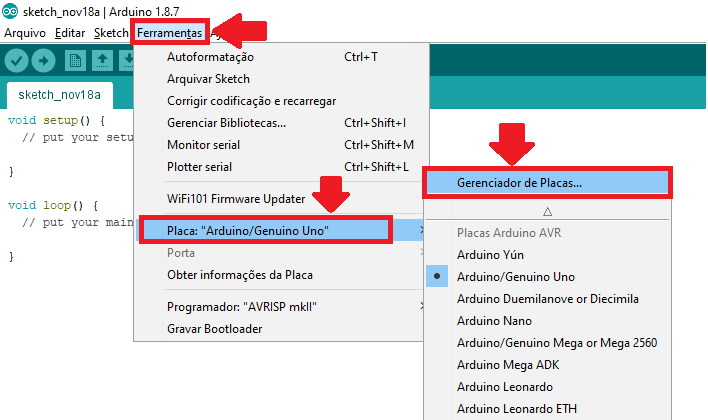 sketch_nov18a | Arduino 1.8.7
Arquivo Editar Sketch Ferramentas
sketch_nov18a
void setup() {
// put your setu
}
void loop() {
// put your main
}
Autoformatação Ctrl+T
Arquivar Sketch
Corrigir codificação e recarregar
Gerenciar Bibliotecas... Ctrl+Shift+I
Monitor serial Ctrl+Shift+M
Plotter serial Ctrl+Shift+L
WiFi101 Firmware Updater
Placa: "Arduino/Genuino Uno"
Porta
Obter informações da Placa
Programador: "AVRISP mkII"
Gravar Bootloader
Gerenciador de Placas...
Placas Arduino AVR
Arduino Yún
Arduino/Genuino Uno
Arduino Duemilanove or Diecimila
Arduino Nano
Arduino/Genuino Mega or Mega 2560
Arduino Mega ADK
Arduino Leonardo
Arduino Leonardo ETH